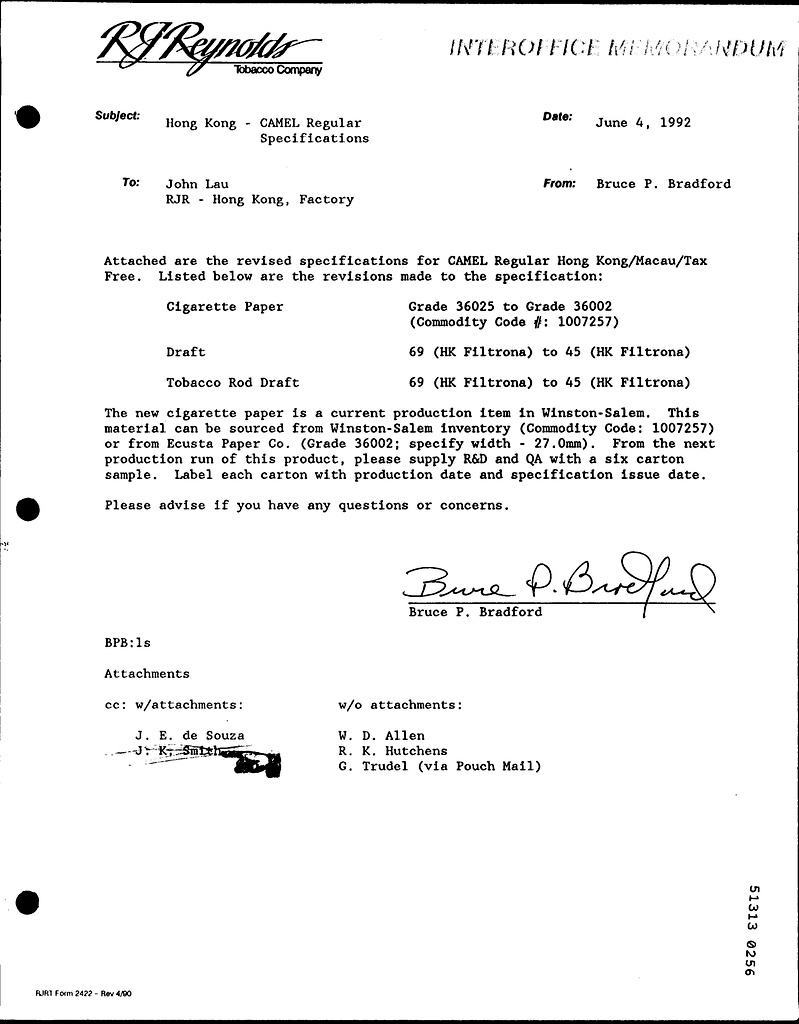 RJReynolds
Tobacco Company
INTEROFFICE MEMORANDUM
Subject: Hong Kong - CAMEL Regular
Specifications
Date: June 4, 1992
To: John Lau
RJR - Hong Kong, Factory
From: Bruce P. Bradford
Attached are the revised specifications for CAMEL Regular Hong Kong/Macau/Tax
Free. Listed below are the revisions made to the specification:
Cigarette Paper Grade 36025 to Grade 36002
(Commodity Code #: 1007257)
Draft 69 (HK Filtrona) to 45 (HK Filtrona)
Tobacco Rod Draft 69 (HK Filtrona) to 45 (HK Filtrona)
The new cigarette paper is a current production item in Winston-Salem. This
material can be sourced from Winston-Salem inventory (Commodity Code: 1007257)
or from Ecusta Paper Co. (Grade 36002; specify width - 27.0mm). From the next
production run of this product, please supply R&D and QA with a six carton
sample. Label each carton with production date and specification issue date.
Please advise if you have any questions or concerns.
Bruce P. Bradford
Bruce P. Bradford
BPB:ls
Attachments
cc: w/attachments: w/o attachments:
J. E. de Souza W. D. Allen
J. K. Smith R. K. Hutchens
G. Trudel (via Pouch Mail)
51313 0256
RJRT Form 2422 - Rev 4/90